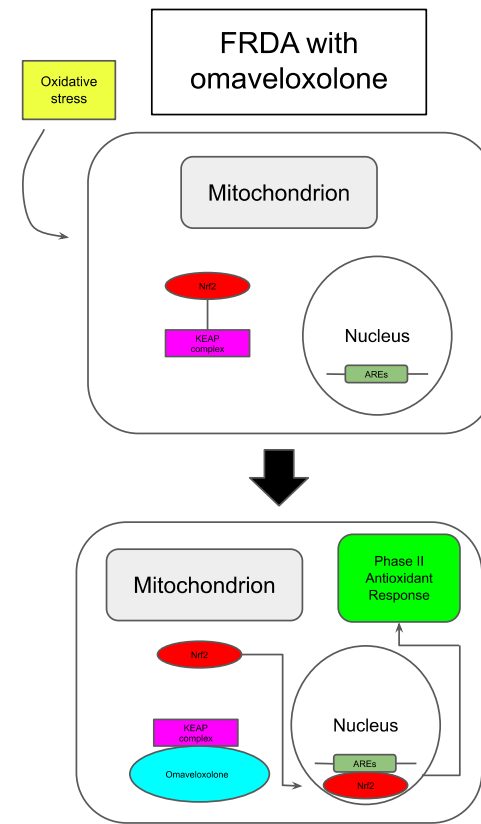 FRDA with
omaveloxolone
Oxidative
stress
Mitochondrion
Nrf2
KEAP
complex
Nucleus
AREs
Mitochondrion
Phase II
Antioxidant
Response
Nrf2
KEAP
complex
Omaveloxolone
Nucleus
AREs
Nrf2